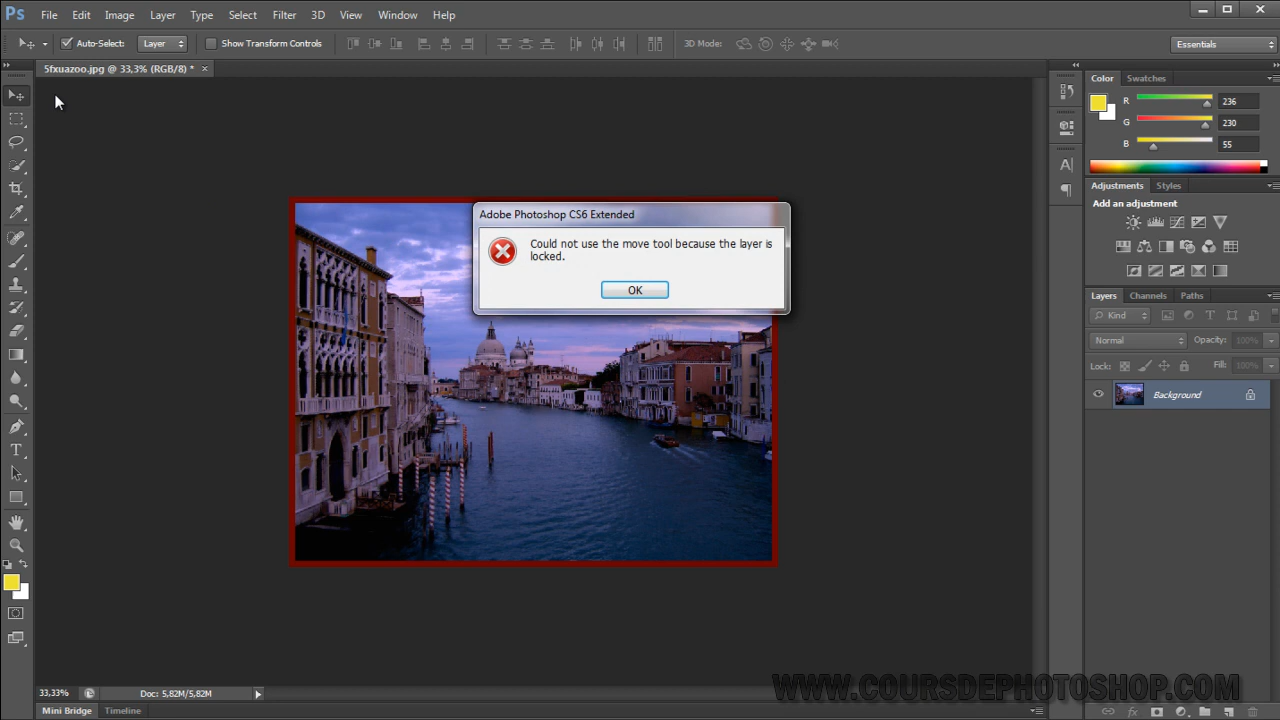 Ps File Edit Image Layer Type Select Filter 3D View Window Help
Auto-Select: Layer Show Transform Controls 3D Mode: Essentials
5fxuazoo.jpg @ 33,3% (RGB/8) * ×
Color Swatches
R 236
G 230
B 55
Adjustments Styles
Add an adjustment
Adobe Photoshop CS6 Extended
Could not use the move tool because the layer is
locked.
OK
Layers Channels Paths
Kind
Normal Opacity: 100%
Lock: Fill: 100%
Background
33,33% Doc: 5,82M/5,82M
WWW.COURSDEPHOTOSHOP.COM
Mini Bridge Timeline